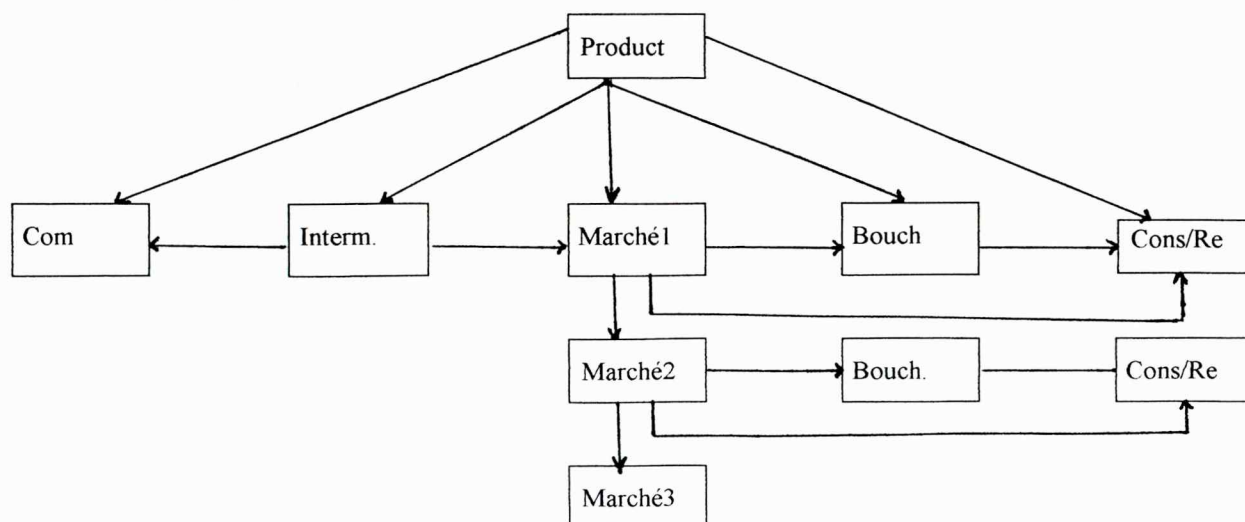 Product
Com
Interm.
Marché1
Bouch
Cons/Re
Marché2
Bouch.
Cons/Re
Marché3